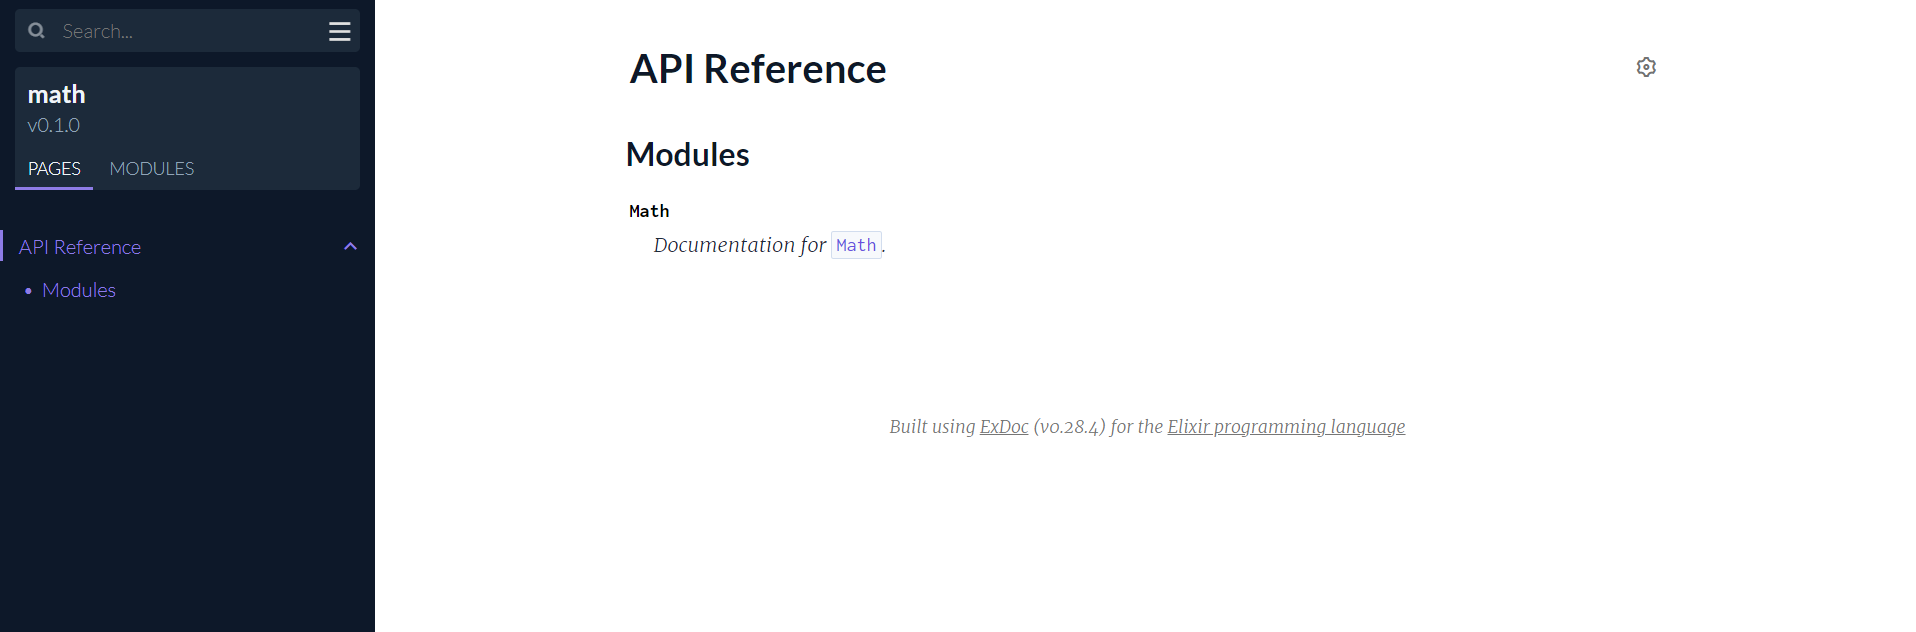 Search...
math
v0.1.0
PAGES MODULES
API Reference
• Modules
API Reference
Modules
Math
Documentation for Math.
Built using ExDoc (v0.28.4) for the Elixir programming language